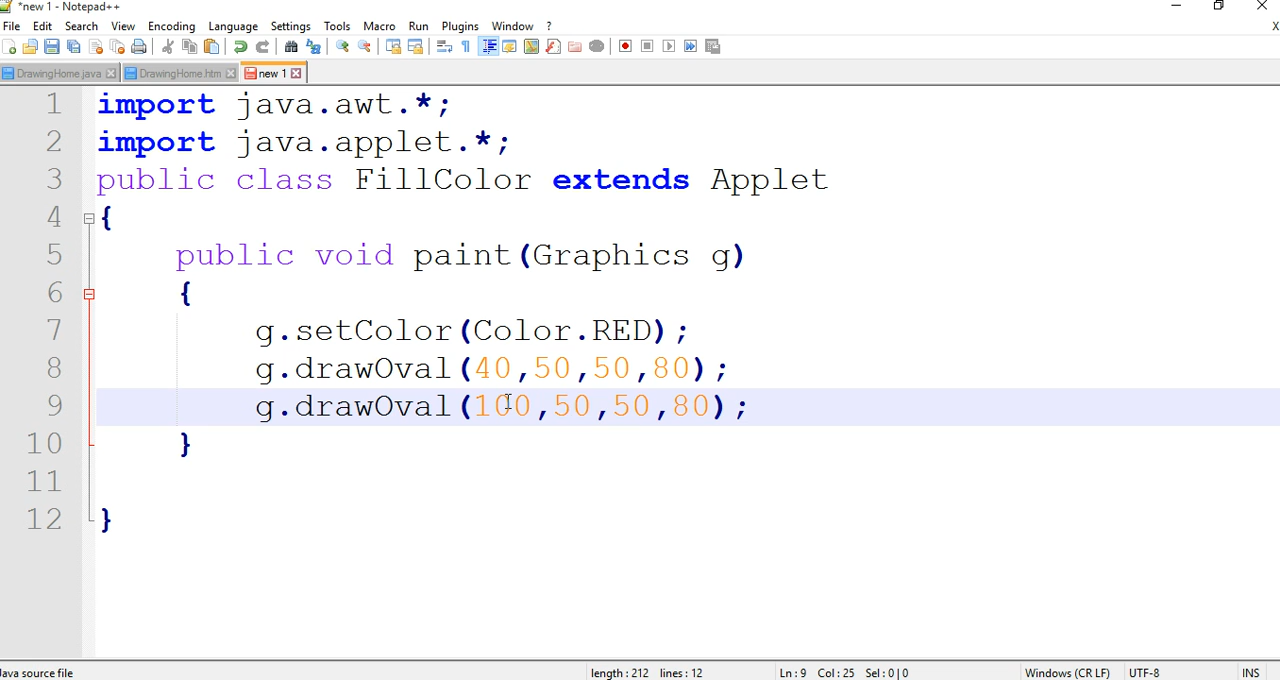 *new 1 - Notepad++
File Edit Search View Encoding Language Settings Tools Macro Run Plugins Window ? X
DrawingHome.java DrawingHome.htm new 1
1 import java.awt.*;
2 import java.applet.*;
3 public class FillColor extends Applet
4 {
5 public void paint(Graphics g)
6 {
7 g.setColor(Color.RED);
8 g.drawOval(40,50,50,80);
9 g.drawOval(100,50,50,80);
10 }
11
12 }
Java source file length : 212 lines : 12 Ln : 9 Col : 25 Sel : 0 | 0 Windows (CR LF) UTF-8 INS